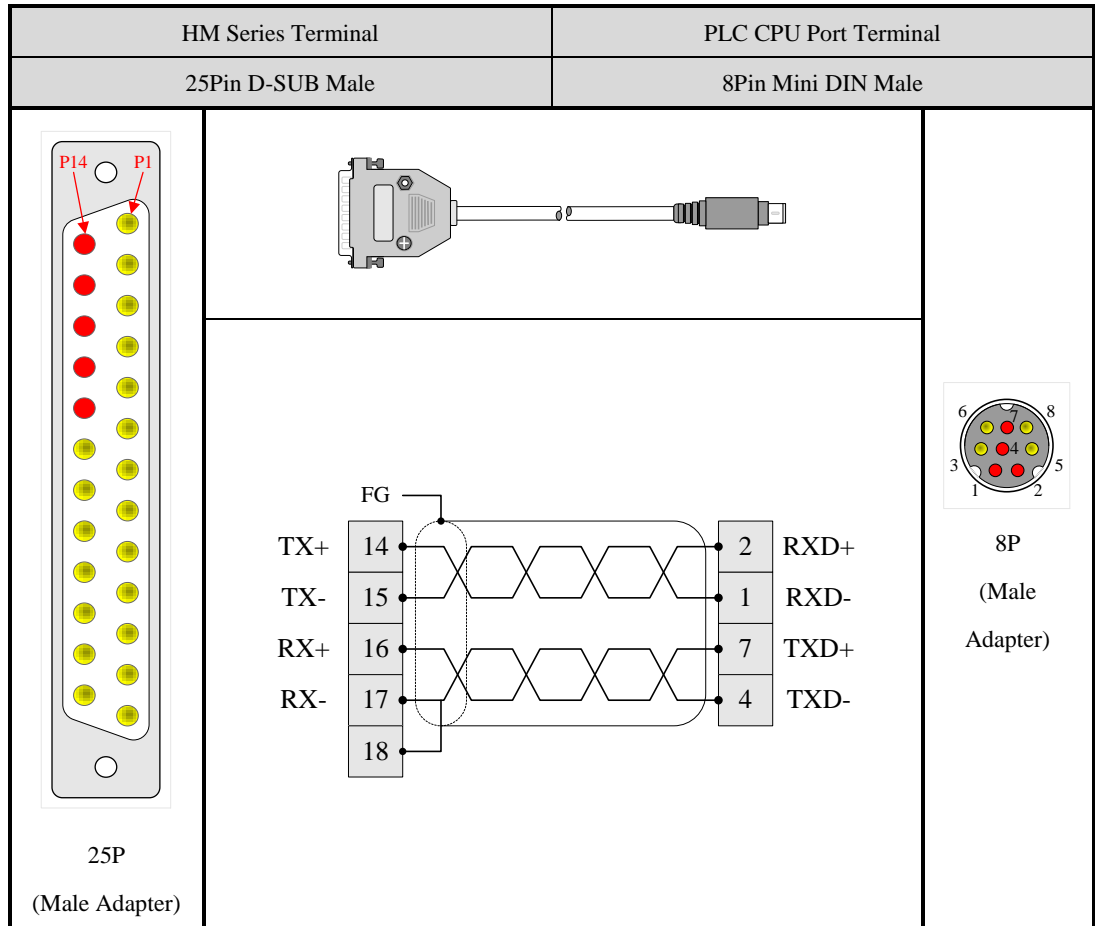 HM Series Terminal
PLC CPU Port Terminal
25Pin D-SUB Male
8Pin Mini DIN Male
P14
P1
25P
(Male Adapter)
FG
TX+ 14
2 RXD+
TX- 15
1 RXD-
RX+ 16
7 TXD+
RX- 17
4 TXD-
18
6
7
8
4
3
5
1
2
8P
(Male
Adapter)